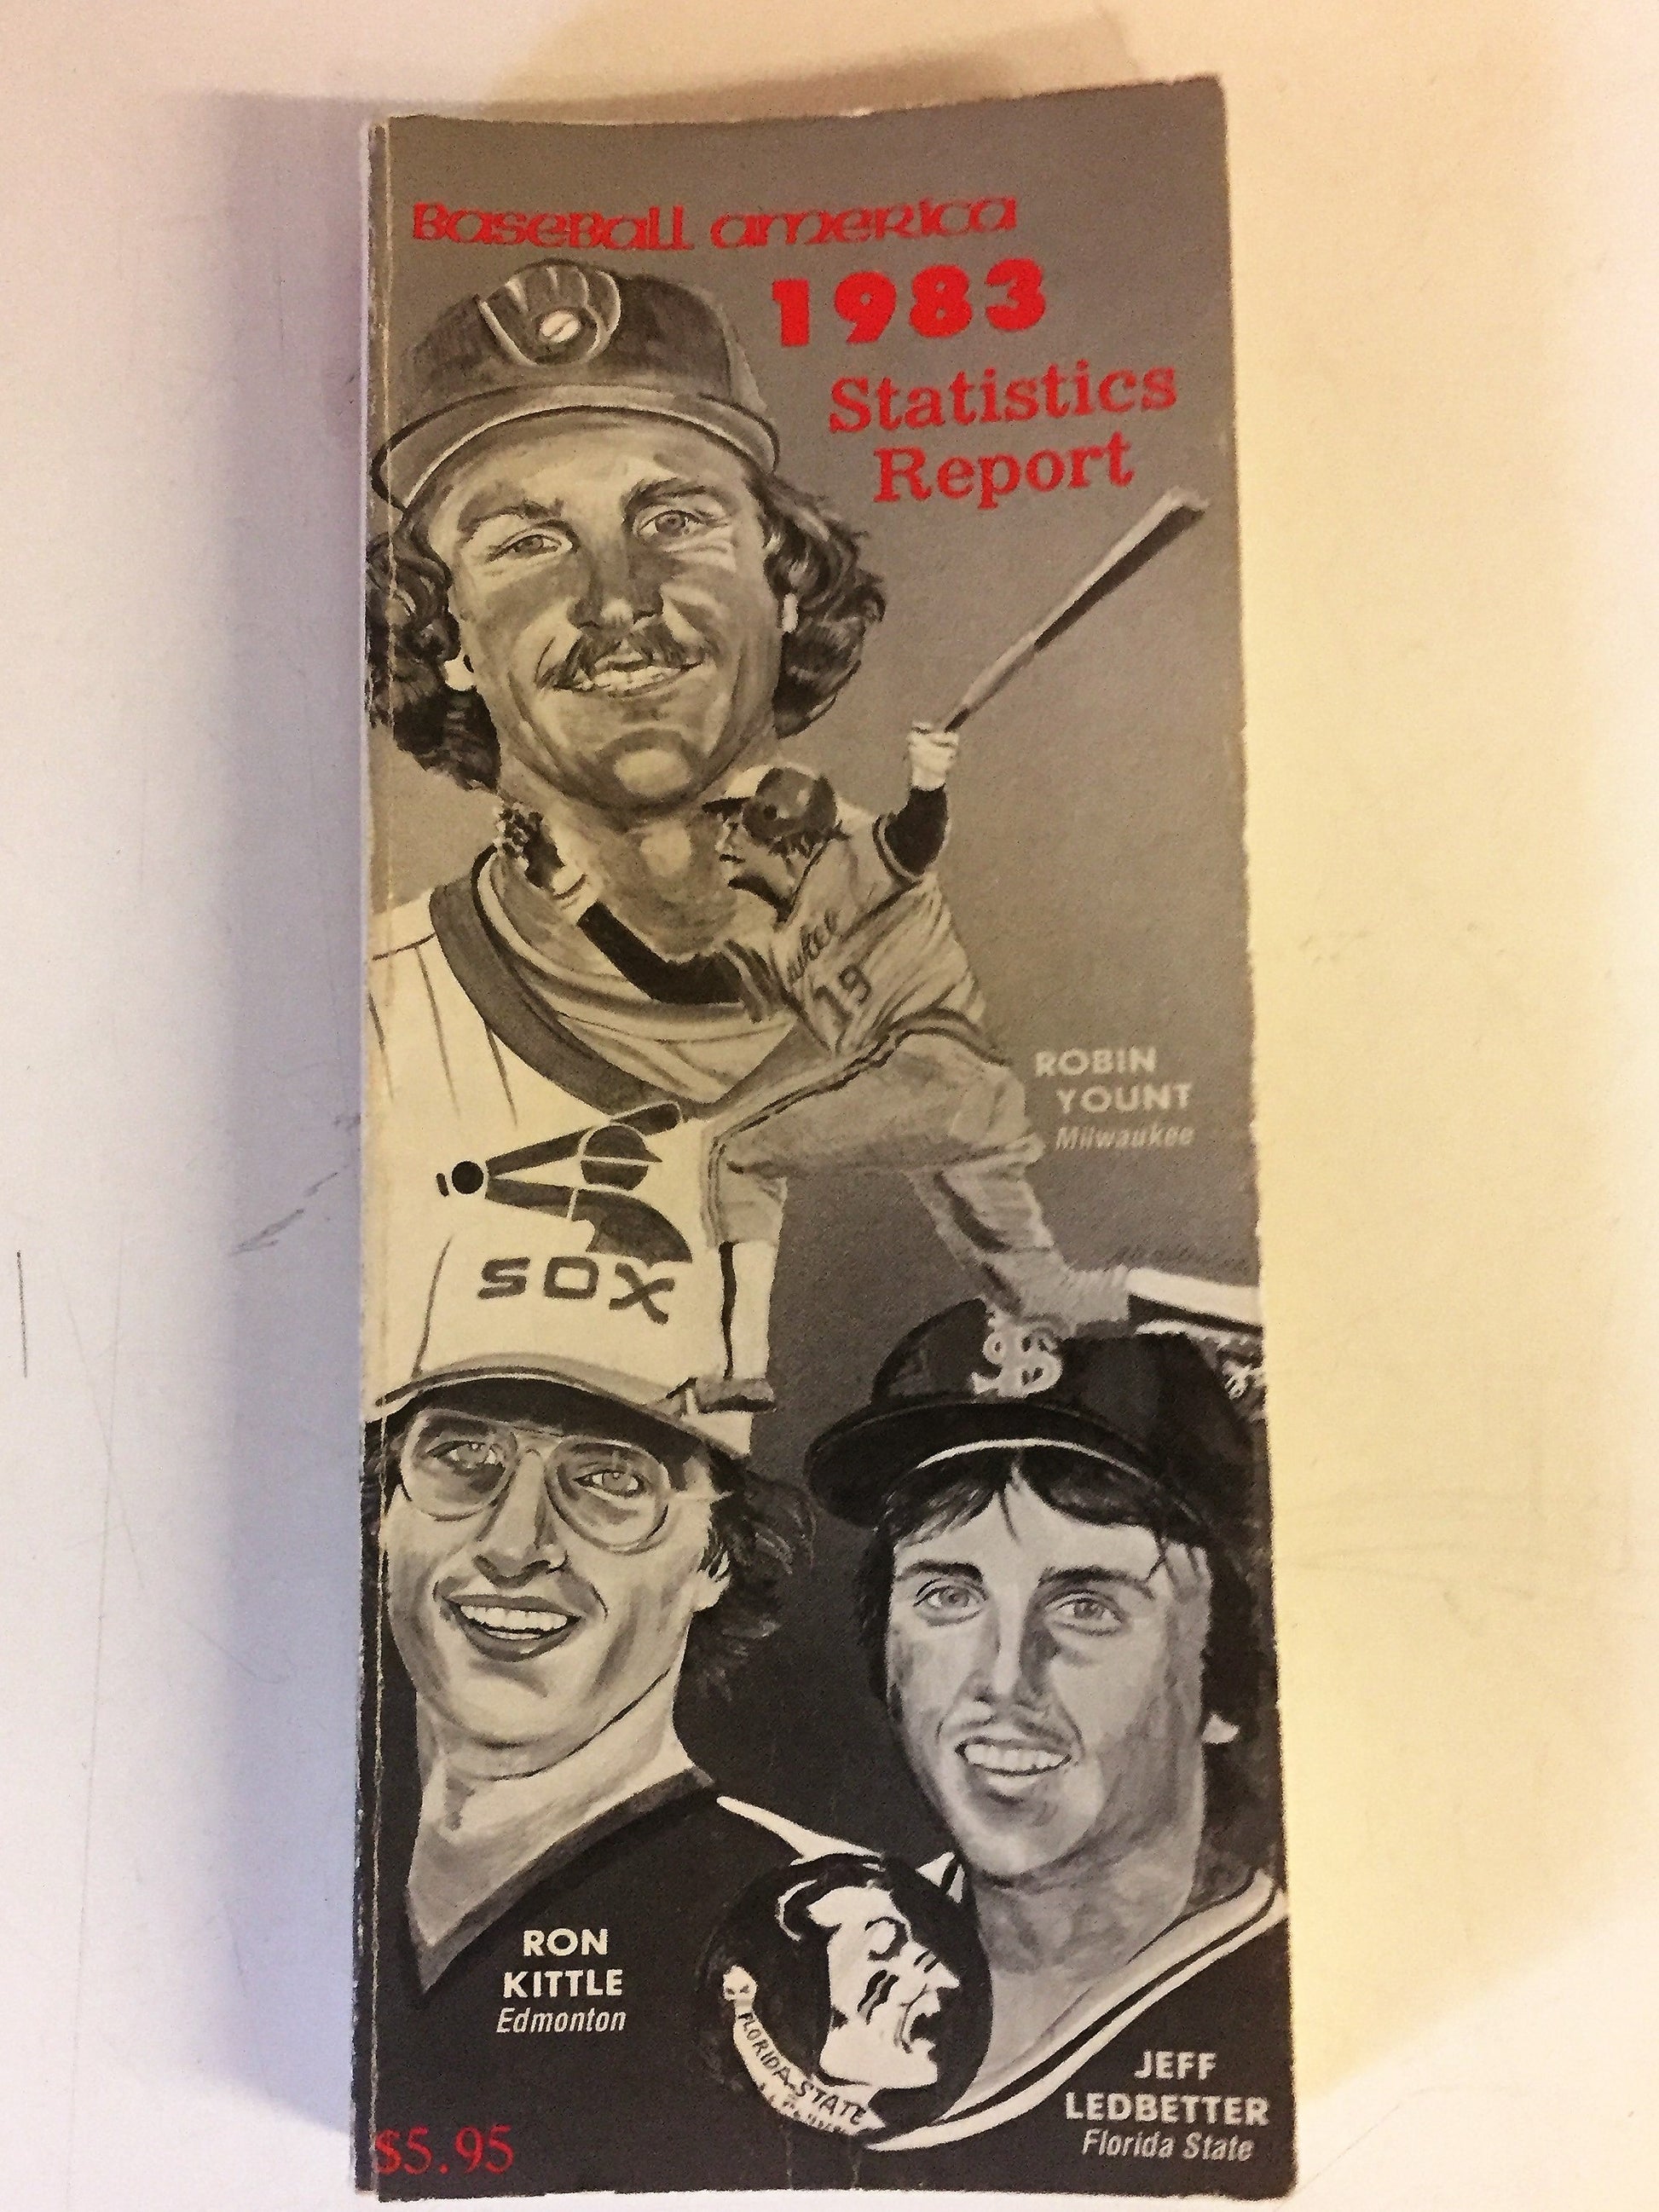 Baseball america
1983
Statistics
Report
19
ROBIN
YOUNT
Milwaukee
SOX
RON
KITTLE
Edmonton
FLORIDA STATE
JEFF
LEDBETTER
Florida State
$5.95